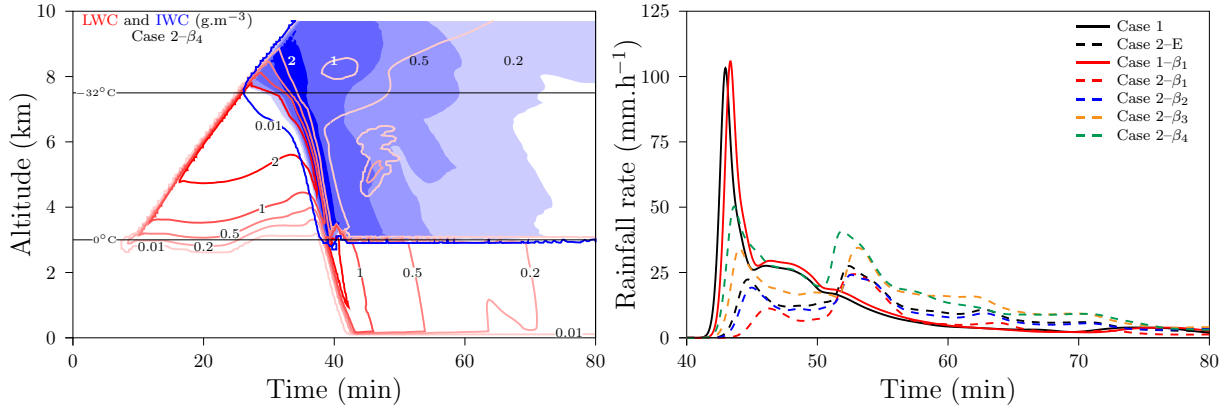 LWC and IWC (g.m⁻³)
Case 2–β₄
10
8
6
4
2
0
Altitude (km)
−32°C
0°C
2
1
0.5
0.2
0.01
2
1
0.5
0.01
0.2
1
0.5
0.2
0.01
0
20
40
60
80
Time (min)
125
100
75
50
25
0
Rainfall rate (mm.h⁻¹)
Case 1
Case 2–E
Case 1–β₁
Case 2–β₁
Case 2–β₂
Case 2–β₃
Case 2–β₄
40
50
60
70
80
Time (min)